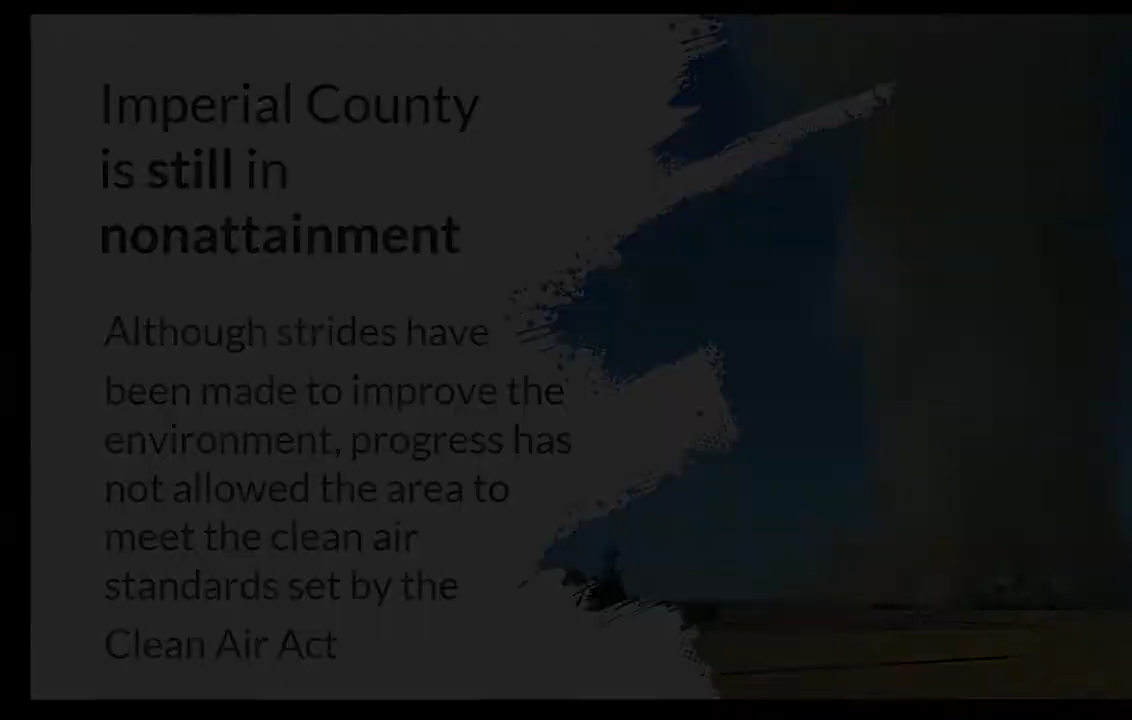 Imperial County
is still in
nonattainment
Although strides have
been made to improve the
environment, progress has
not allowed the area to
meet the clean air
standards set by the
Clean Air Act